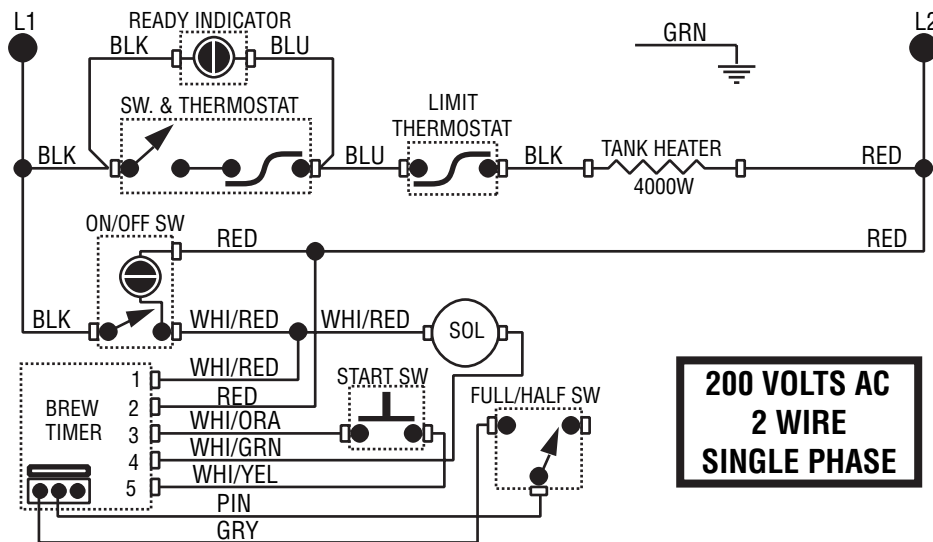 L1
READY INDICATOR
L2
BLK
BLU
GRN
SW. & THERMOSTAT
LIMIT
THERMOSTAT
BLK
BLU
BLK
TANK HEATER
4000W
RED
ON/OFF SW
RED
RED
BLK
WHI/RED
WHI/RED
SOL
BREW
TIMER
1
WHI/RED
2
RED
3
WHI/ORA
4
WHI/GRN
5
WHI/YEL
START SW
FULL/HALF SW
PIN
GRY
200 VOLTS AC
2 WIRE
SINGLE PHASE